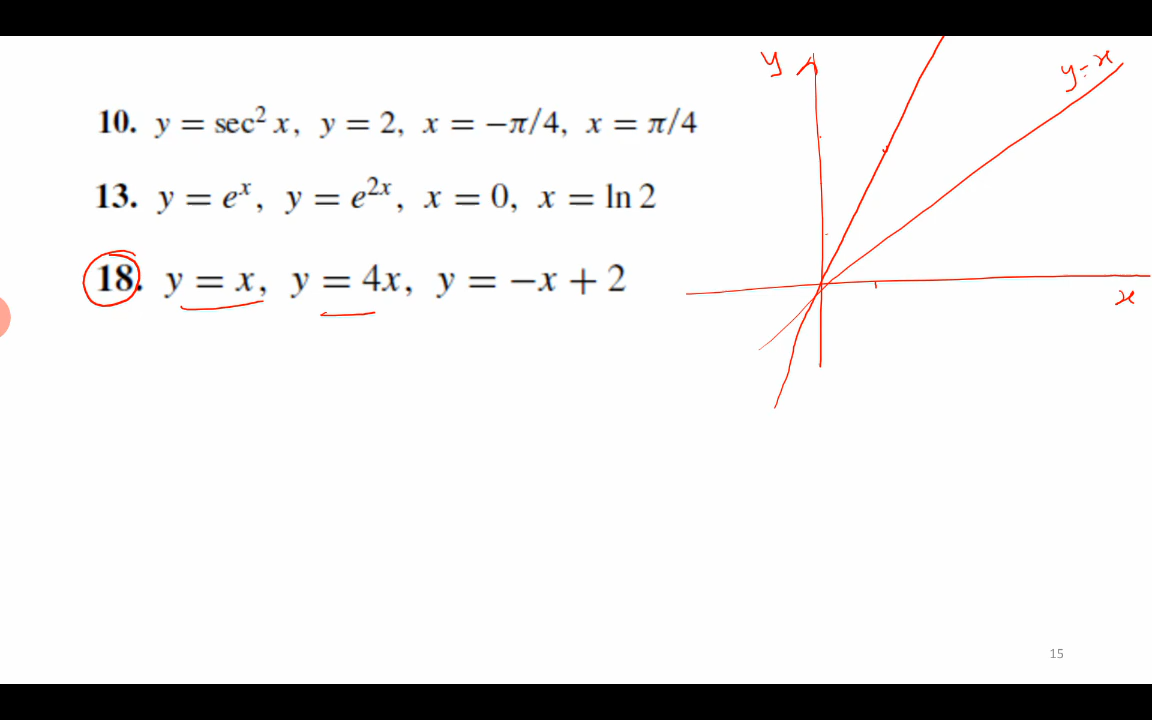 10. y = sec² x, y = 2, x = −π/4, x = π/4
13. y = eˣ, y = e²ˣ, x = 0, x = ln 2
18. y = x, y = 4x, y = −x + 2
y
y = x
x
15